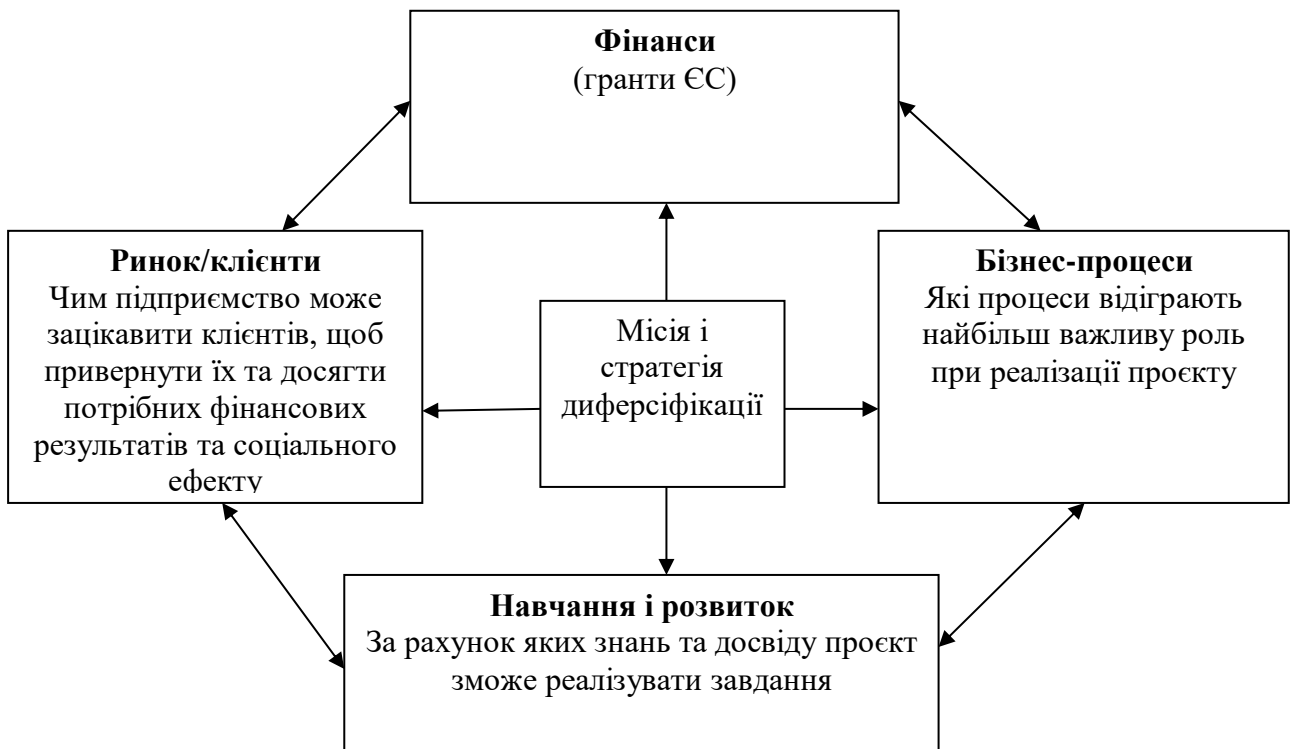 Фінанси
(гранти ЄС)
Ринок/клієнти
Чим підприємство може
зацікавити клієнтів, щоб
привернути їх та досягти
потрібних фінансових
результатів та соціального
ефекту
Місія і
стратегія
диферсіфікації
Бізнес-процеси
Які процеси відіграють
найбільш важливу роль
при реалізації проєкту
Навчання і розвиток
За рахунок яких знань та досвіду проєкт
зможе реалізувати завдання